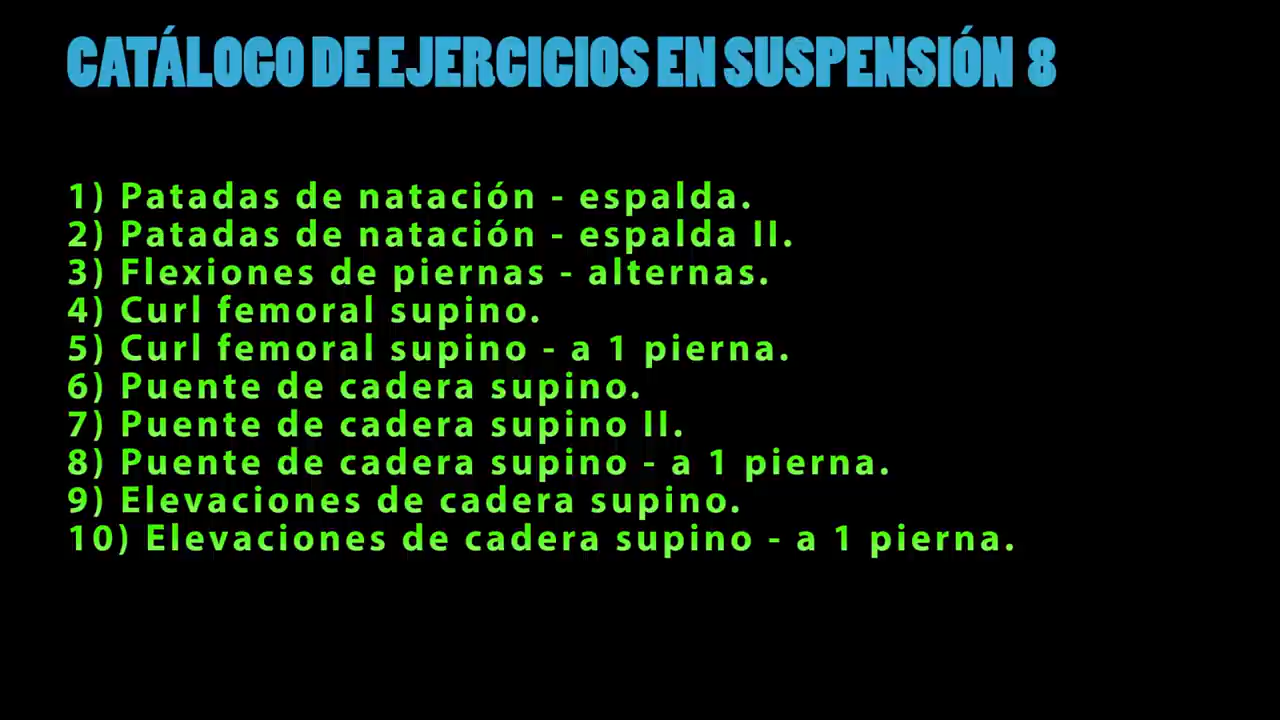 CATÁLOGO DE EJERCICIOS EN SUSPENSIÓN 8
1) Patadas de natación - espalda.
2) Patadas de natación - espalda II.
3) Flexiones de piernas - alternas.
4) Curl femoral supino.
5) Curl femoral supino - a 1 pierna.
6) Puente de cadera supino.
7) Puente de cadera supino II.
8) Puente de cadera supino - a 1 pierna.
9) Elevaciones de cadera supino.
10) Elevaciones de cadera supino - a 1 pierna.